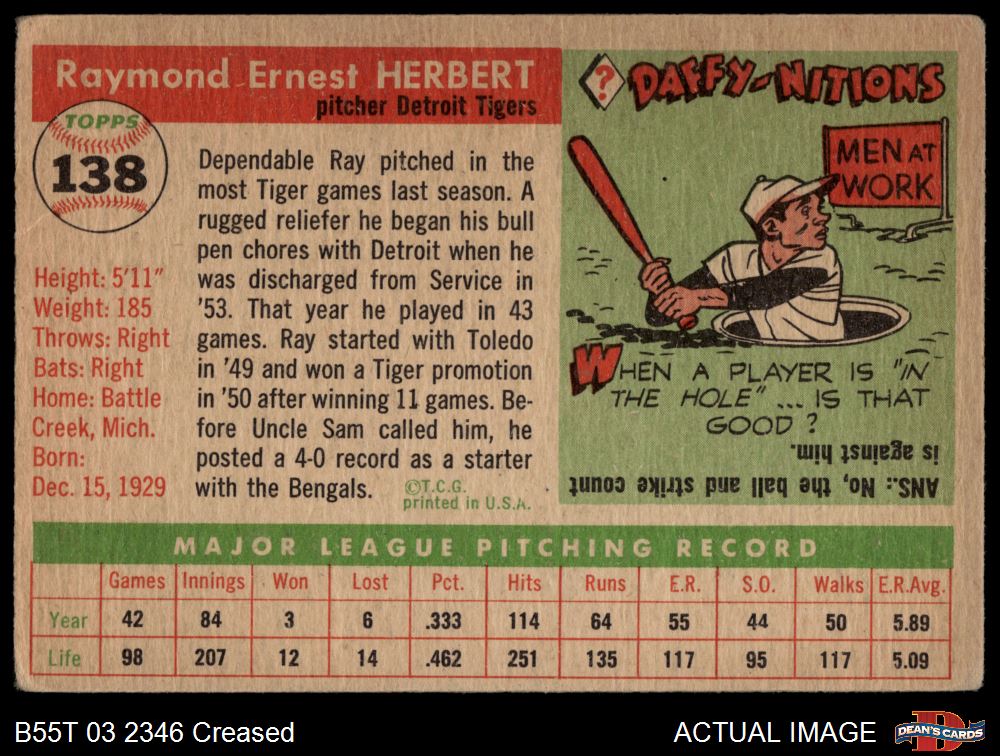 Raymond Ernest HERBERT
pitcher Detroit Tigers
TOPPS
138
Height: 5'11"
Weight: 185
Throws: Right
Bats: Right
Home: Battle
Creek, Mich.
Born:
Dec. 15, 1929
Dependable Ray pitched in the
most Tiger games last season. A
rugged reliefer he began his bull
pen chores with Detroit when he
was discharged from Service in
'53. That year he played in 43
games. Ray started with Toledo
in '49 and won a Tiger promotion
in '50 after winning 11 games. Be-
fore Uncle Sam called him, he
posted a 4-0 record as a starter
with the Bengals.
©T.C.G.
printed in U.S.A.
?
DAFFY-NITIONS
MEN AT
WORK
WHEN A PLAYER IS "IN
THE HOLE" ... IS THAT
GOOD ?
ANS.: No, the ball and strike count
is against him.
MAJOR LEAGUE PITCHING RECORD
Games Innings Won Lost Pct. Hits Runs E.R. S.O. Walks E.R.Avg.
Year 42 84 3 6 .333 114 64 55 44 50 5.89
Life 98 207 12 14 .462 251 135 117 95 117 5.09
B55T 03 2346 Creased
ACTUAL IMAGE
D
DEAN'S CARDS